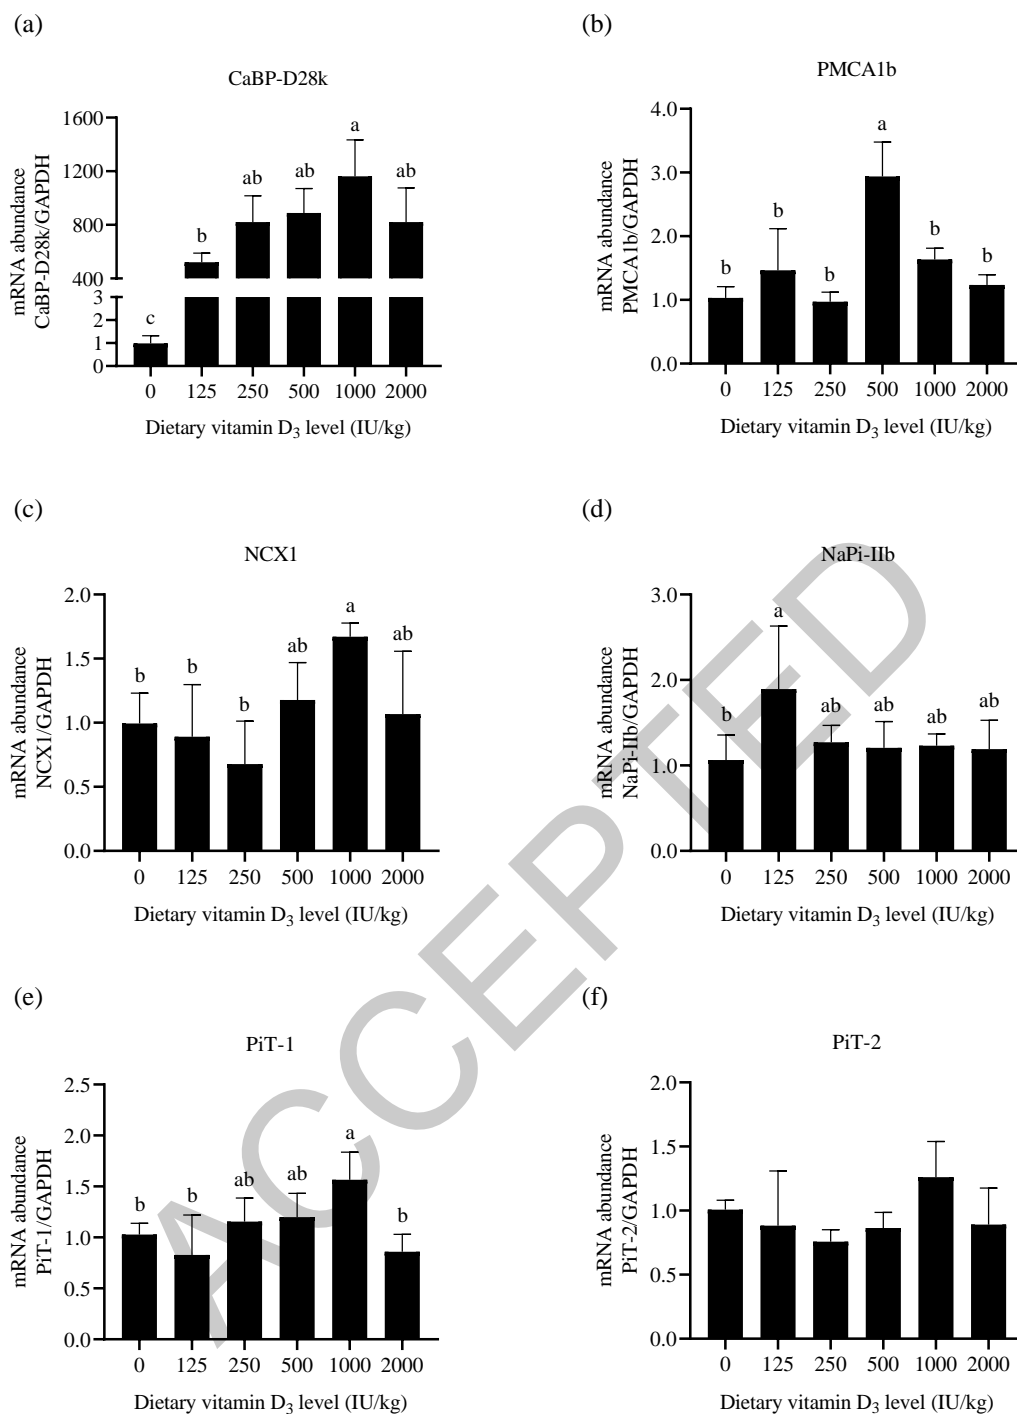 (a)
CaBP-D28k
mRNA abundance
CaBP-D28k/GAPDH
1600
1200
800
400
3
2
1
0
c
b
ab
ab
a
ab
0 125 250 500 1000 2000
Dietary vitamin D₃ level (IU/kg)
(b)
PMCA1b
mRNA abundance
PMCA1b/GAPDH
4.0
3.0
2.0
1.0
0.0
b
b
b
a
b
b
0 125 250 500 1000 2000
Dietary vitamin D₃ level (IU/kg)
(c)
NCX1
mRNA abundance
NCX1/GAPDH
2.0
1.5
1.0
0.5
0.0
b
b
b
ab
a
ab
0 125 250 500 1000 2000
Dietary vitamin D₃ level (IU/kg)
(d)
NaPi-IIb
mRNA abundance
NaPi-IIb/GAPDH
3.0
2.0
1.0
0.0
b
a
ab
ab
ab
ab
0 125 250 500 1000 2000
Dietary vitamin D₃ level (IU/kg)
(e)
PiT-1
mRNA abundance
PiT-1/GAPDH
2.5
2.0
1.5
1.0
0.5
0.0
b
b
ab
ab
a
b
0 125 250 500 1000 2000
Dietary vitamin D₃ level (IU/kg)
(f)
PiT-2
mRNA abundance
PiT-2/GAPDH
2.0
1.5
1.0
0.5
0.0
0 125 250 500 1000 2000
Dietary vitamin D₃ level (IU/kg)
ACCEPTED